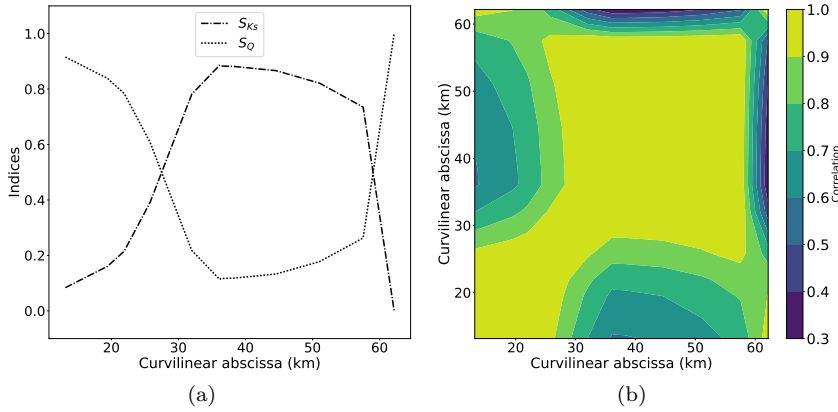 S_Ks
S_Q
1.0
0.8
0.6
0.4
0.2
0.0
Indices
20 30 40 50 60
Curvilinear abscissa (km)
(a)
60
50
40
30
20
Curvilinear abscissa (km)
20 30 40 50 60
Curvilinear abscissa (km)
(b)
1.0
0.9
0.8
0.7
0.6
0.5
0.4
0.3
Correlation